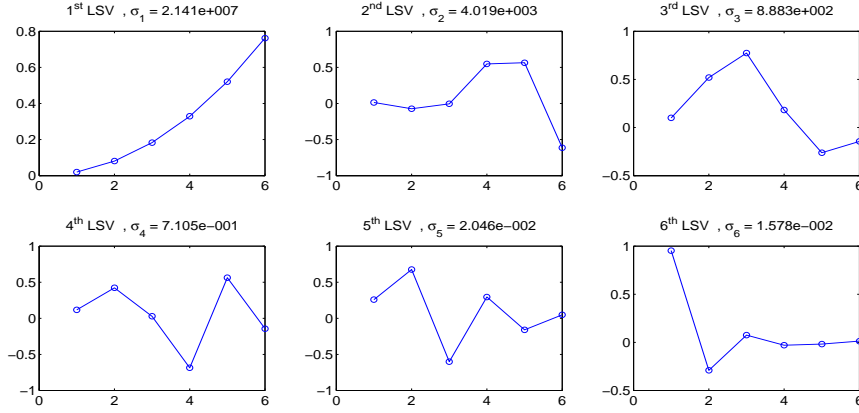 1st LSV , σ1 = 2.141e+007
2nd LSV , σ2 = 4.019e+003
3rd LSV , σ3 = 8.883e+002
0.8
0.6
0.4
0.2
0
0 2 4 6
1
0.5
0
−0.5
−1
0 2 4 6
1
0.5
0
−0.5
0 2 4 6
4th LSV , σ4 = 7.105e−001
5th LSV , σ5 = 2.046e−002
6th LSV , σ6 = 1.578e−002
1
0.5
0
−0.5
−1
0 2 4 6
1
0.5
0
−0.5
−1
0 2 4 6
1
0.5
0
−0.5
0 2 4 6